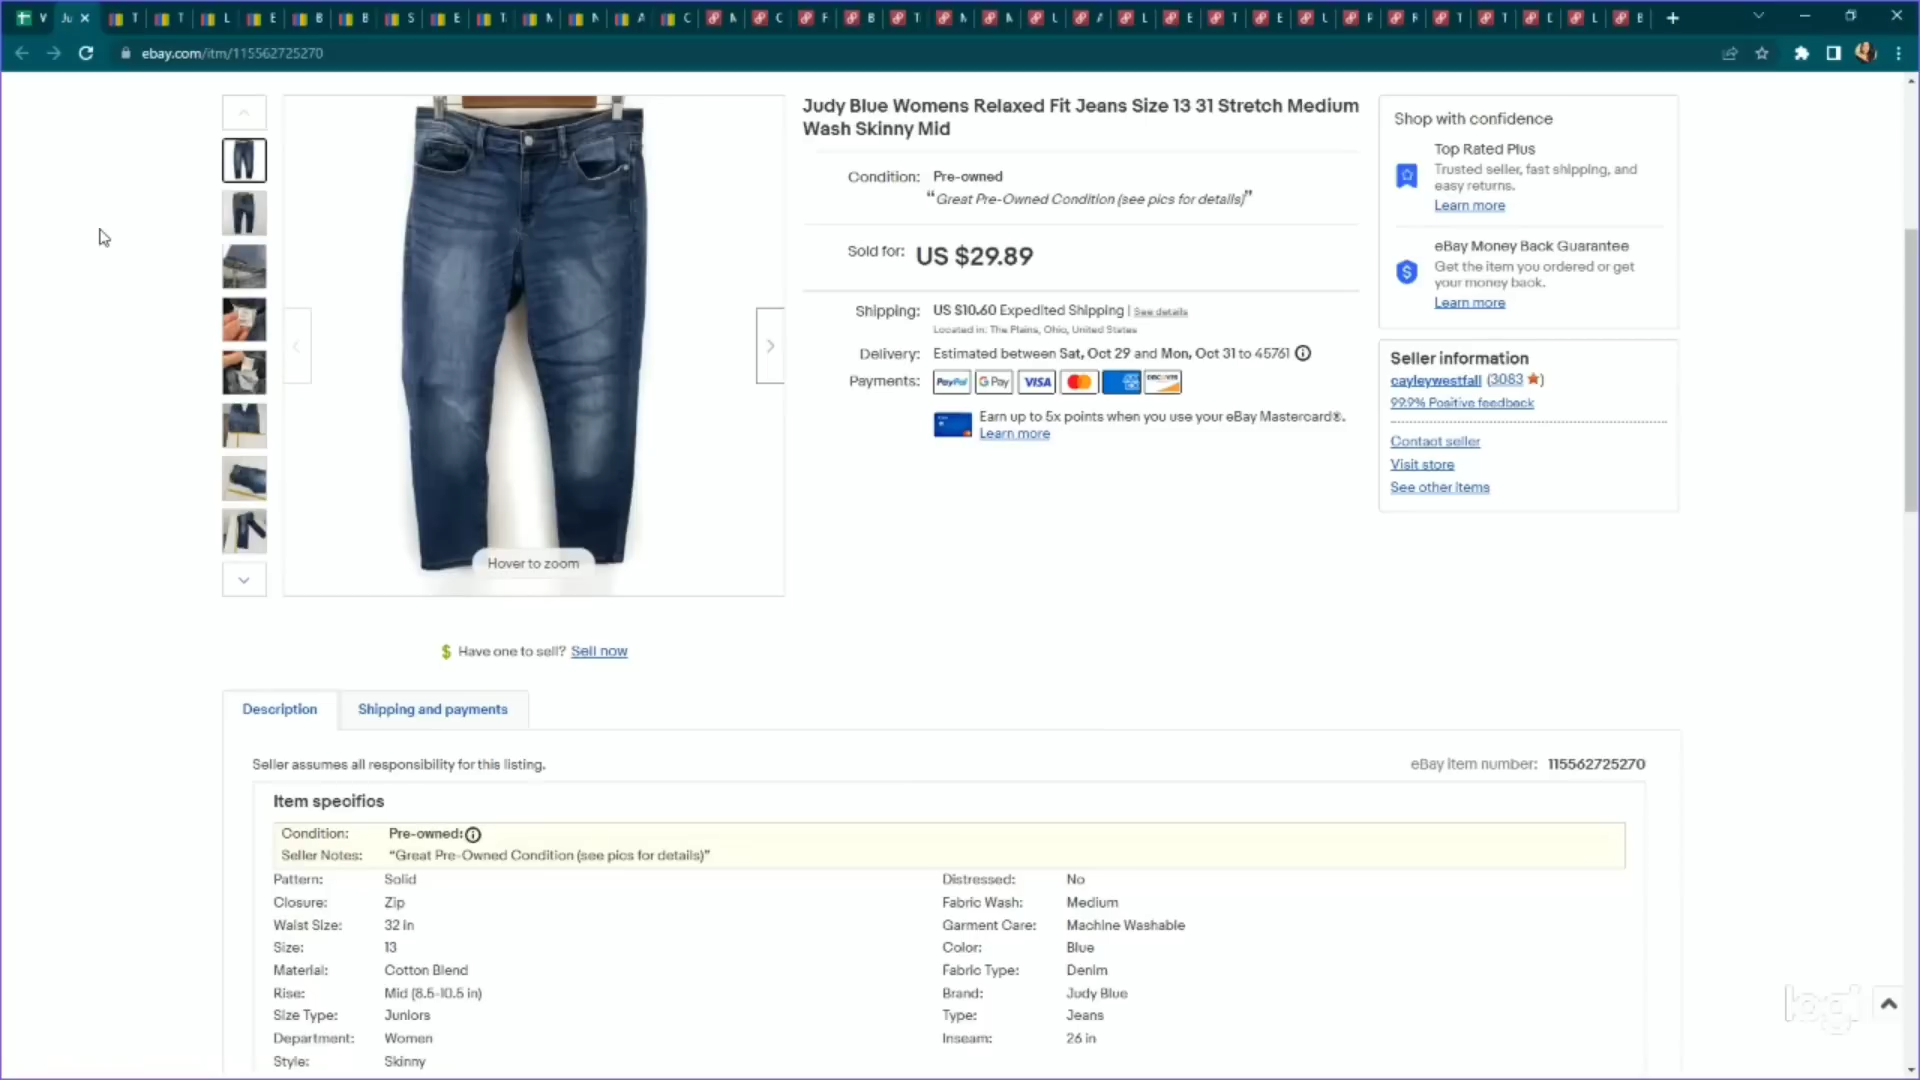 ebay.com/itm/115562725270
Judy Blue Womens Relaxed Fit Jeans Size 13 31 Stretch Medium
Wash Skinny Mid
Condition: Pre-owned
“Great Pre-Owned Condition (see pics for details)”
Sold for: US $29.89
Shipping: US $10.60 Expedited Shipping | See details
Located in: The Plains, Ohio, United States
Delivery: Estimated between Sat, Oct 29 and Mon, Oct 31 to 45761
Payments: PayPal G Pay VISA DISCOVER
Earn up to 5x points when you use your eBay Mastercard®.
Learn more
Hover to zoom
Have one to sell? Sell now
Shop with confidence
Top Rated Plus
Trusted seller, fast shipping, and
easy returns.
Learn more
eBay Money Back Guarantee
Get the item you ordered or get
your money back.
Learn more
Seller information
cayleywestfall (3083)
99.9% Positive feedback
Contact seller
Visit store
See other items
Description
Shipping and payments
Seller assumes all responsibility for this listing.
eBay item number: 115562725270
Item specifics
Condition: Pre-owned:
Seller Notes: “Great Pre-Owned Condition (see pics for details)”
Pattern: Solid
Distressed: No
Closure: Zip
Fabric Wash: Medium
Waist Size: 32 in
Garment Care: Machine Washable
Size: 13
Color: Blue
Material: Cotton Blend
Fabric Type: Denim
Rise: Mid (8.5-10.5 in)
Brand: Judy Blue
Size Type: Juniors
Type: Jeans
Department: Women
Inseam: 26 in
Style: Skinny
logi